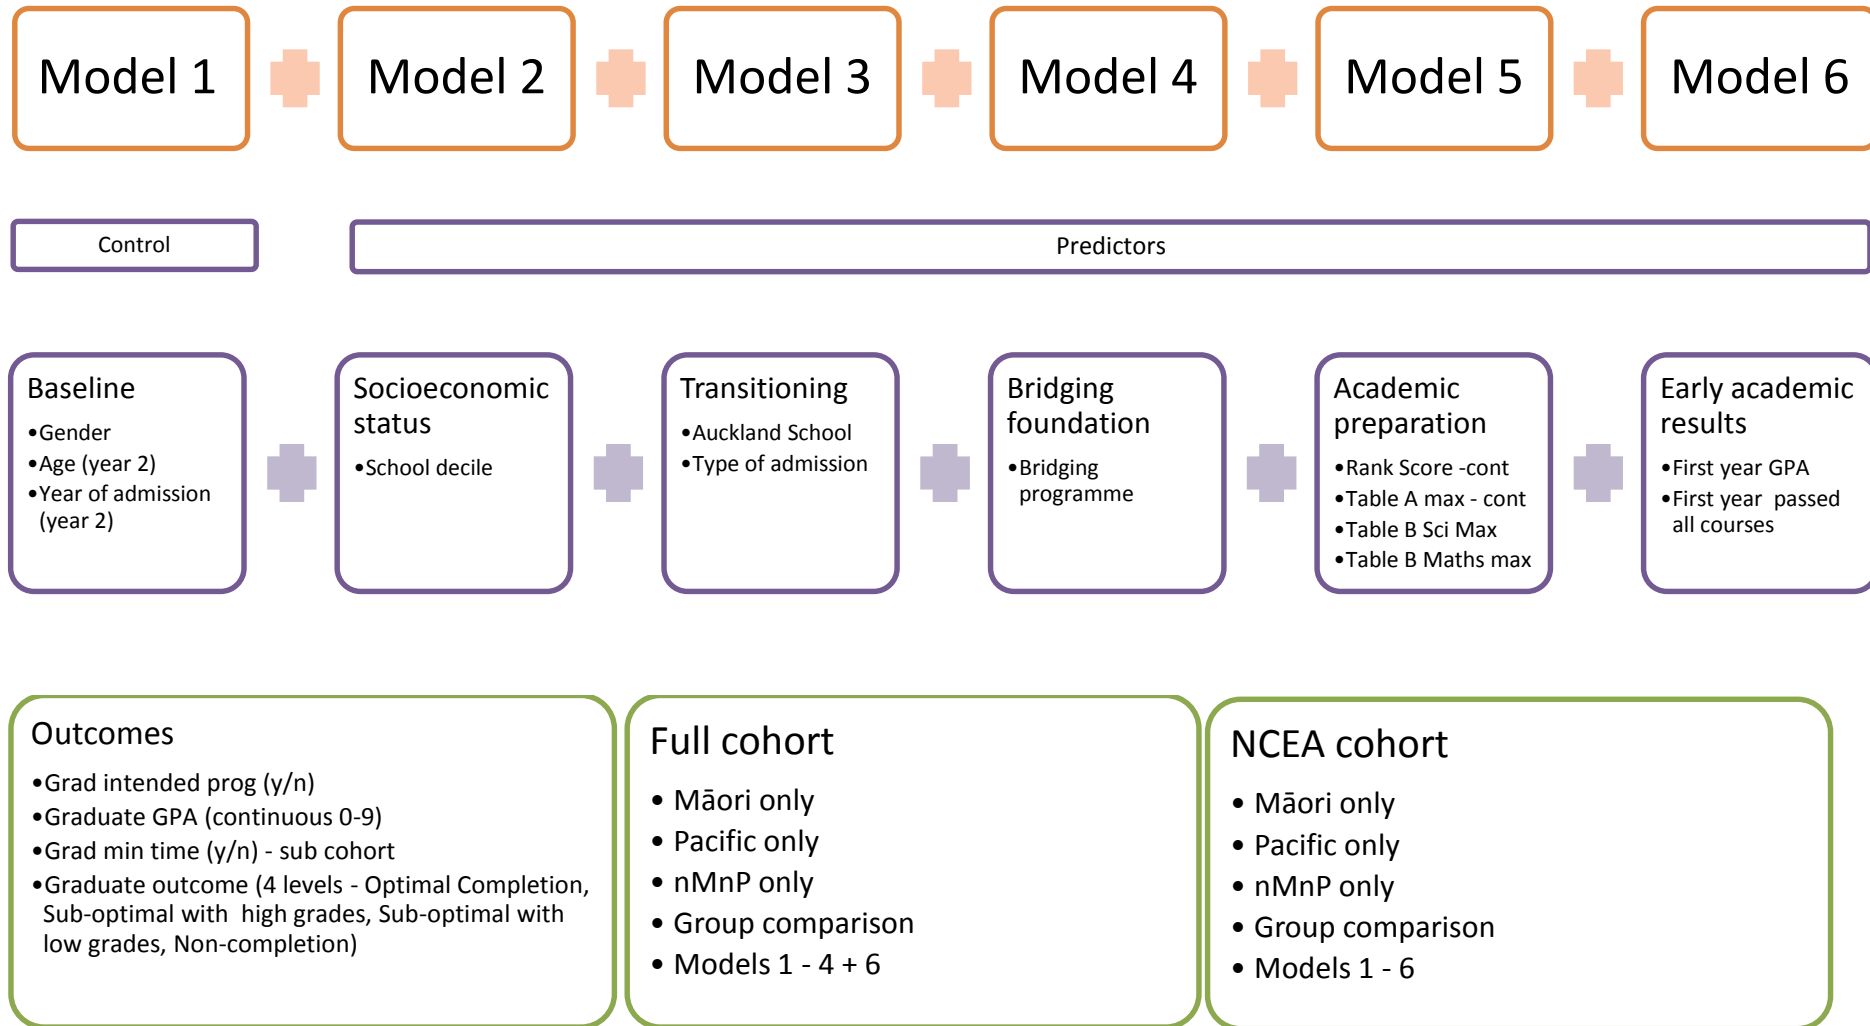 Model 1
Model 2
Model 3
Model 4
Model 5
Model 6
Control
Predictors
Baseline
•Gender
•Age (year 2)
•Year of admission
(year 2)
Socioeconomic
status
•School decile
Transitioning
•Auckland School
•Type of admission
Bridging
foundation
•Bridging
programme
Academic
preparation
•Rank Score -cont
•Table A max - cont
•Table B Sci Max
•Table B Maths max
Early academic
results
•First year GPA
•First year  passed
all courses
Outcomes
•Grad intended prog (y/n)
•Graduate GPA (continuous 0-9)
•Grad min time (y/n) - sub cohort
•Graduate outcome (4 levels - Optimal Completion,
Sub-optimal with  high grades, Sub-optimal with
low grades, Non-completion)
Full cohort
• Māori only
• Pacific only
• nMnP only
• Group comparison
• Models 1 - 4 + 6
NCEA cohort
• Māori only
• Pacific only
• nMnP only
• Group comparison
• Models 1 - 6